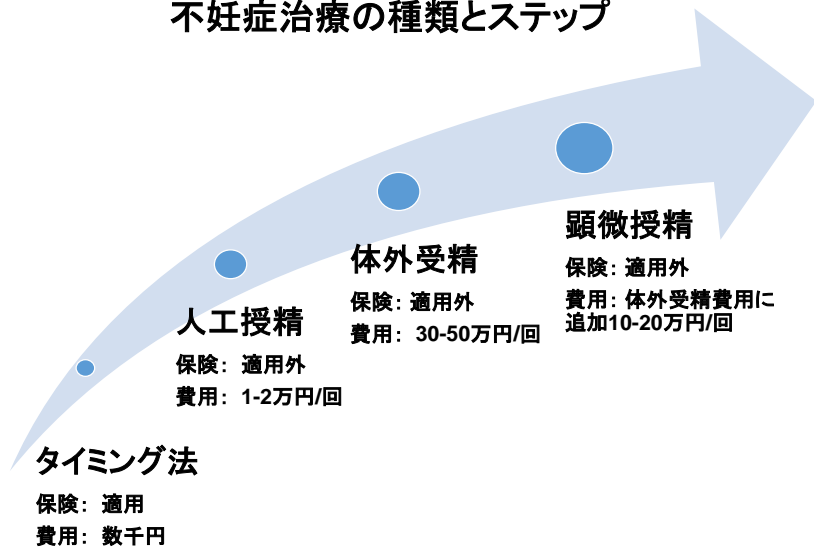 不妊症治療の種類とステップ
顕微授精
保険: 適用外
費用: 体外受精費用に
追加10-20万円/回
体外受精
保険: 適用外
費用: 30-50万円/回
人工授精
保険: 適用外
費用: 1-2万円/回
タイミング法
保険: 適用
費用: 数千円